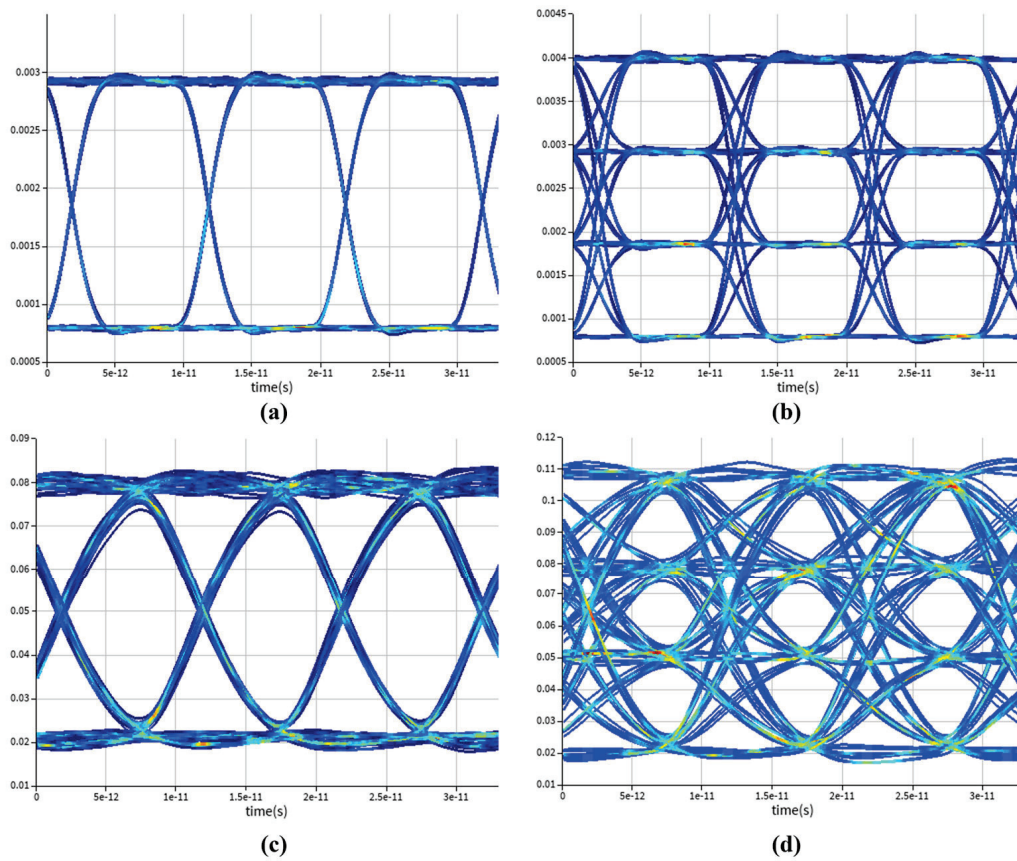 0.003
0.0025
0.002
0.0015
0.001
0.0005
0
5e-12
1e-11
1.5e-11
2e-11
2.5e-11
3e-11
time(s)
(a)
0.0045
0.004
0.0035
0.003
0.0025
0.002
0.0015
0.001
0.0005
0
5e-12
1e-11
1.5e-11
2e-11
2.5e-11
3e-11
time(s)
(b)
0.09
0.08
0.07
0.06
0.05
0.04
0.03
0.02
0.01
0
5e-12
1e-11
1.5e-11
2e-11
2.5e-11
3e-11
time(s)
(c)
0.12
0.11
0.1
0.09
0.08
0.07
0.06
0.05
0.04
0.03
0.02
0.01
0
5e-12
1e-11
1.5e-11
2e-11
2.5e-11
3e-11
time(s)
(d)